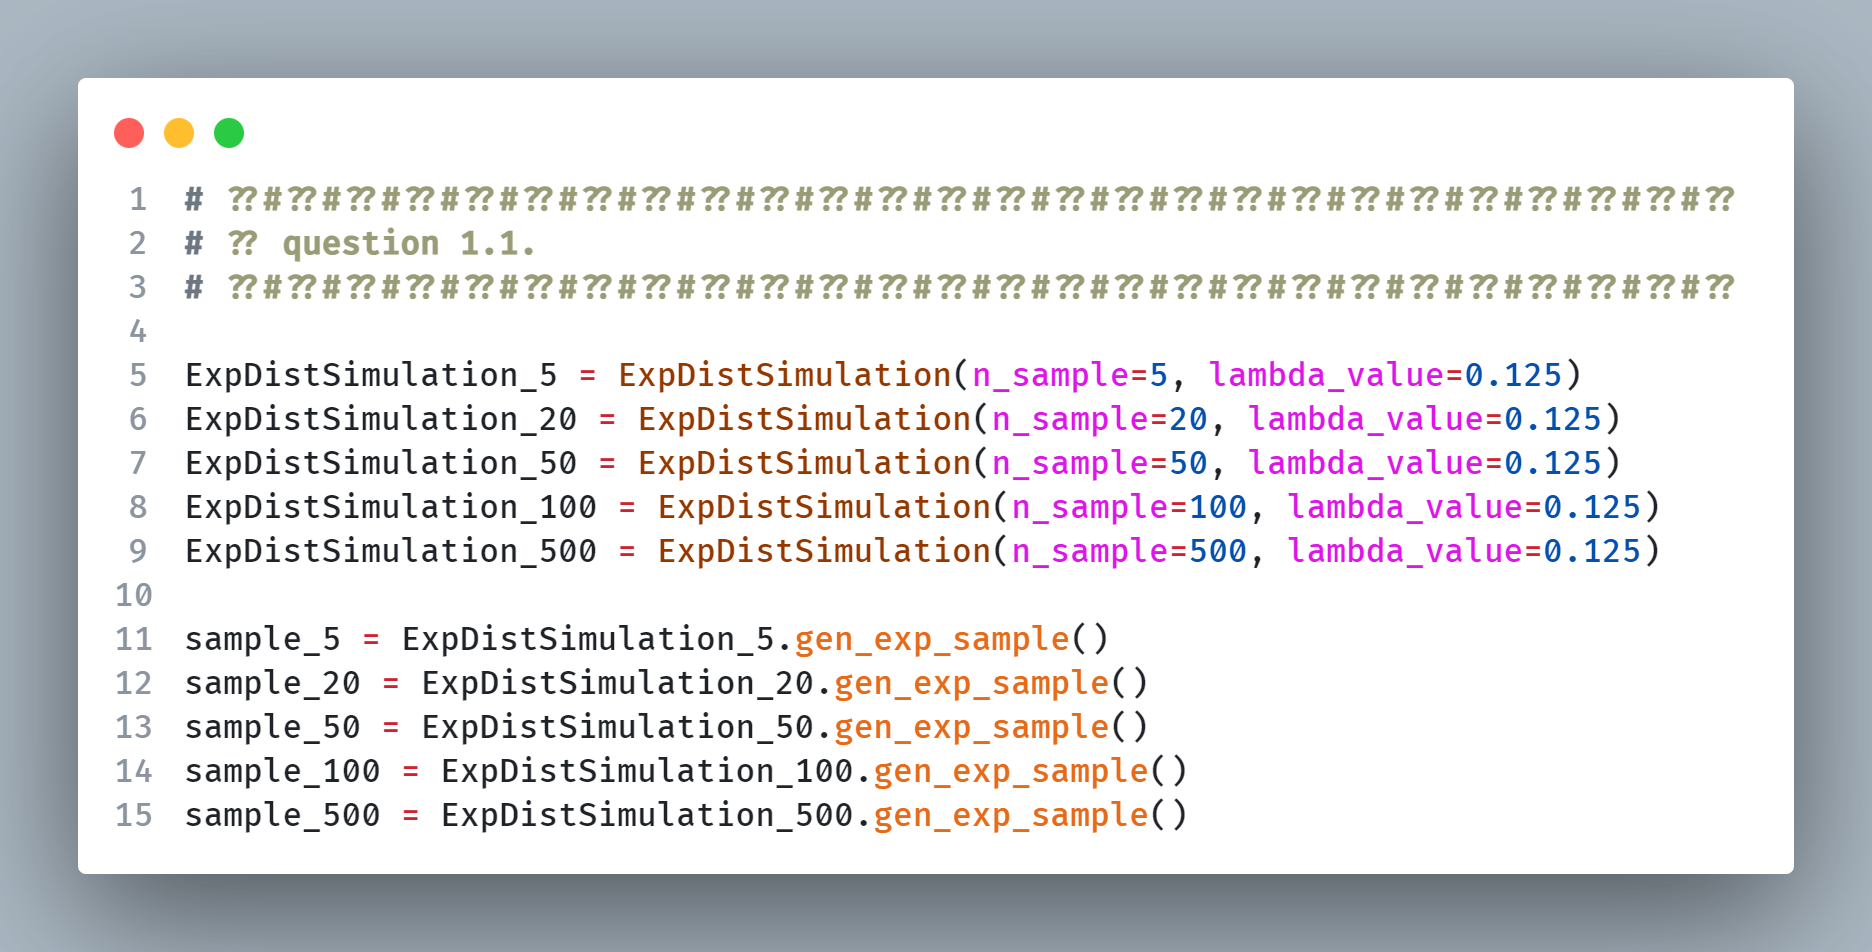 1 # ??#??#??#??#??#??#??#??#??#??#??#??#??#??#??#??#??#??#??#??#??#??#??#??#??#??
2 # ?? question 1.1.
3 # ??#??#??#??#??#??#??#??#??#??#??#??#??#??#??#??#??#??#??#??#??#??#??#??#??#??
4
5 ExpDistSimulation_5 = ExpDistSimulation(n_sample=5, lambda_value=0.125)
6 ExpDistSimulation_20 = ExpDistSimulation(n_sample=20, lambda_value=0.125)
7 ExpDistSimulation_50 = ExpDistSimulation(n_sample=50, lambda_value=0.125)
8 ExpDistSimulation_100 = ExpDistSimulation(n_sample=100, lambda_value=0.125)
9 ExpDistSimulation_500 = ExpDistSimulation(n_sample=500, lambda_value=0.125)
10
11 sample_5 = ExpDistSimulation_5.gen_exp_sample()
12 sample_20 = ExpDistSimulation_20.gen_exp_sample()
13 sample_50 = ExpDistSimulation_50.gen_exp_sample()
14 sample_100 = ExpDistSimulation_100.gen_exp_sample()
15 sample_500 = ExpDistSimulation_500.gen_exp_sample()